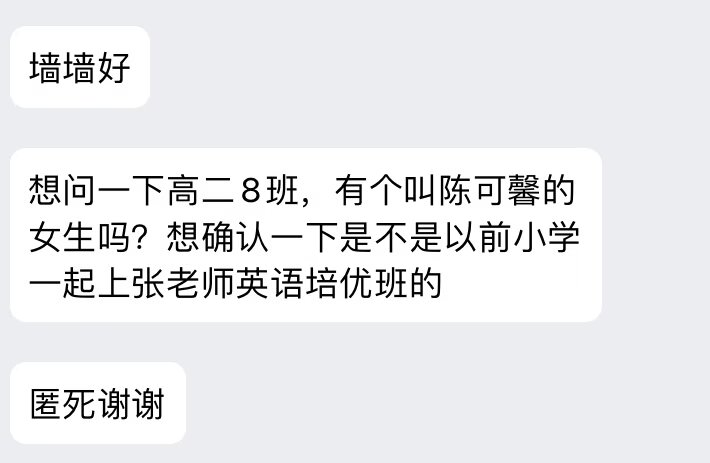 墙墙好
想问一下高二8班，有个叫陈可馨的
女生吗？想确认一下是不是以前小学
一起上张老师英语培优班的
匿死谢谢